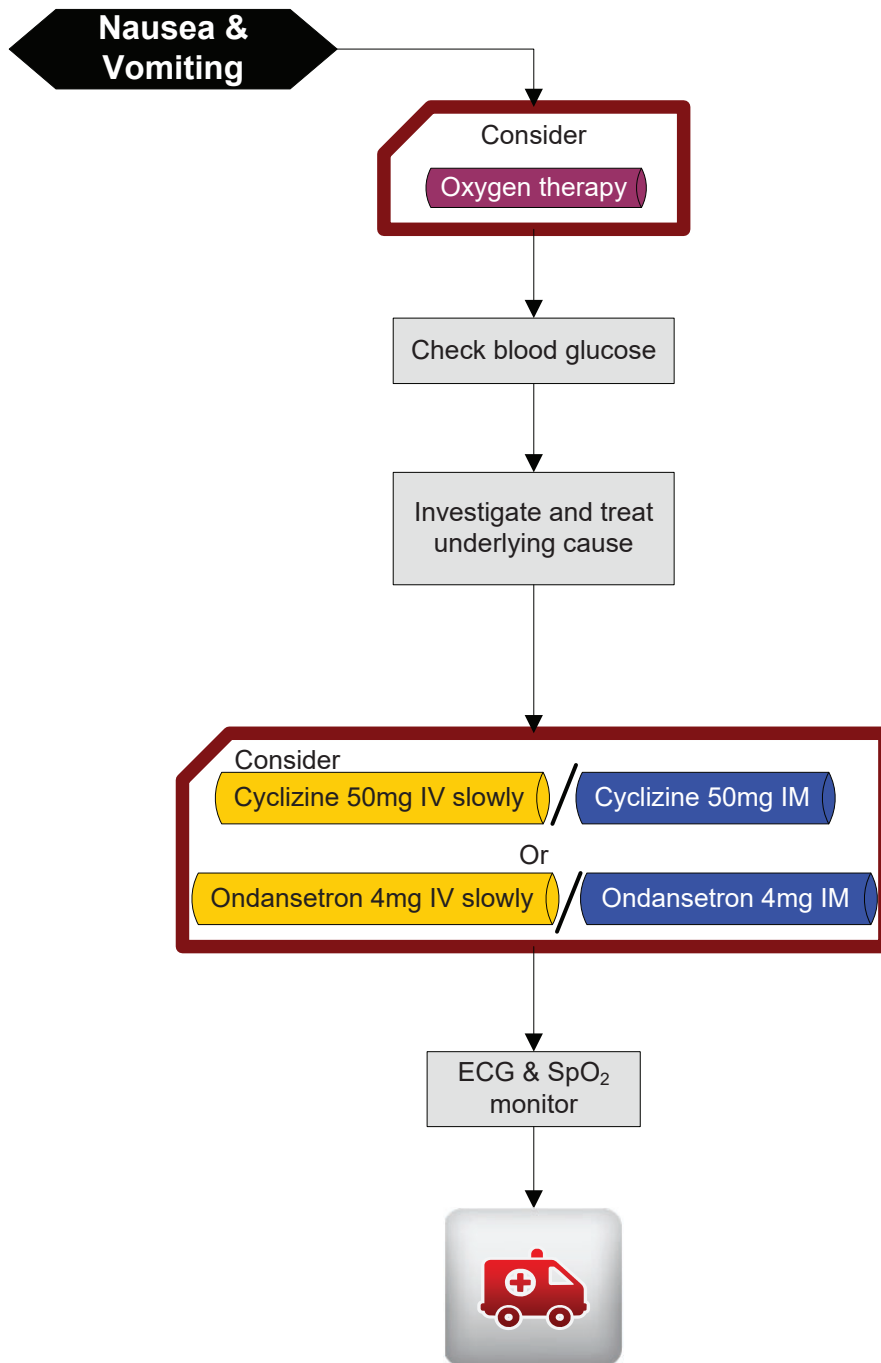 Nausea &
Vomiting
Consider
Oxygen therapy
Check blood glucose
Investigate and treat
underlying cause
Consider
Cyclizine 50mg IV slowly / Cyclizine 50mg IM
Or
Ondansetron 4mg IV slowly / Ondansetron 4mg IM
ECG & SpO₂
monitor